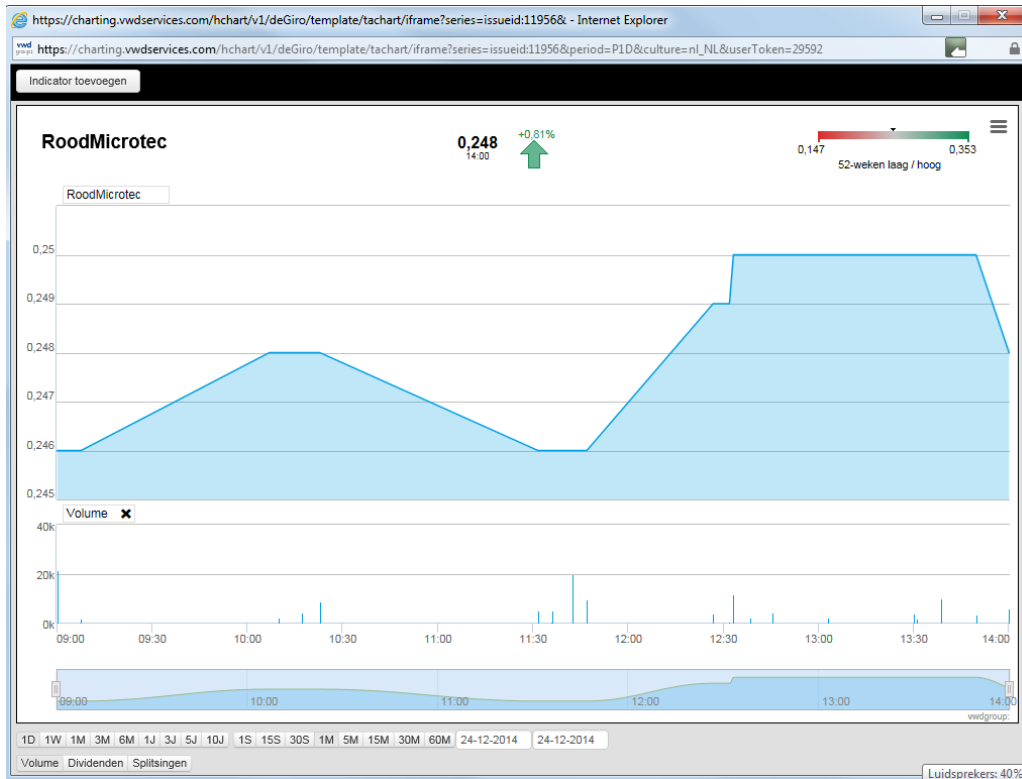 https://charting.vwdservices.com/hchart/v1/deGiro/template/tachart/iframe?series=issueid:11956& - Internet Explorer
vwd group: https://charting.vwdservices.com/hchart/v1/deGiro/template/tachart/iframe?series=issueid:11956&period=P1D&culture=nl_NL&userToken=29592
Indicator toevoegen
RoodMicrotec
0,248
14:00
+0,81%
0,147
0,353
52-weken laag / hoog
RoodMicrotec
0,25
0,249
0,248
0,247
0,246
0,245
Volume
40k
20k
0k
09:00 09:30 10:00 10:30 11:00 11:30 12:00 12:30 13:00 13:30 14:00
09:00 10:00 11:00 12:00 13:00 14:00
vwdgroup:
1D 1W 1M 3M 6M 1J 3J 5J 10J 1S 15S 30S 1M 5M 15M 30M 60M 24-12-2014 24-12-2014
Volume Dividenden Splitsingen
Luidsprekers: 40%